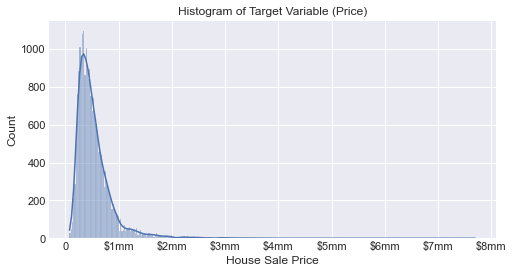 Histogram of Target Variable (Price)
1000
800
600
400
200
0
Count
0 $1mm $2mm $3mm $4mm $5mm $6mm $7mm $8mm
House Sale Price